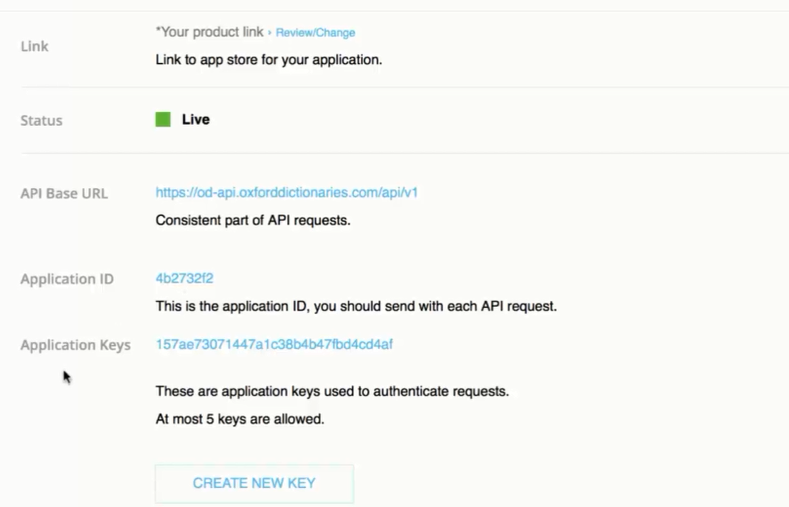 *Your product link › Review/Change
Link
Link to app store for your application.
Status
Live
API Base URL
https://od-api.oxforddictionaries.com/api/v1
Consistent part of API requests.
Application ID
4b2732f2
This is the application ID, you should send with each API request.
Application Keys
157ae73071447a1c38b4b47fbd4cd4af
These are application keys used to authenticate requests.
At most 5 keys are allowed.
CREATE NEW KEY